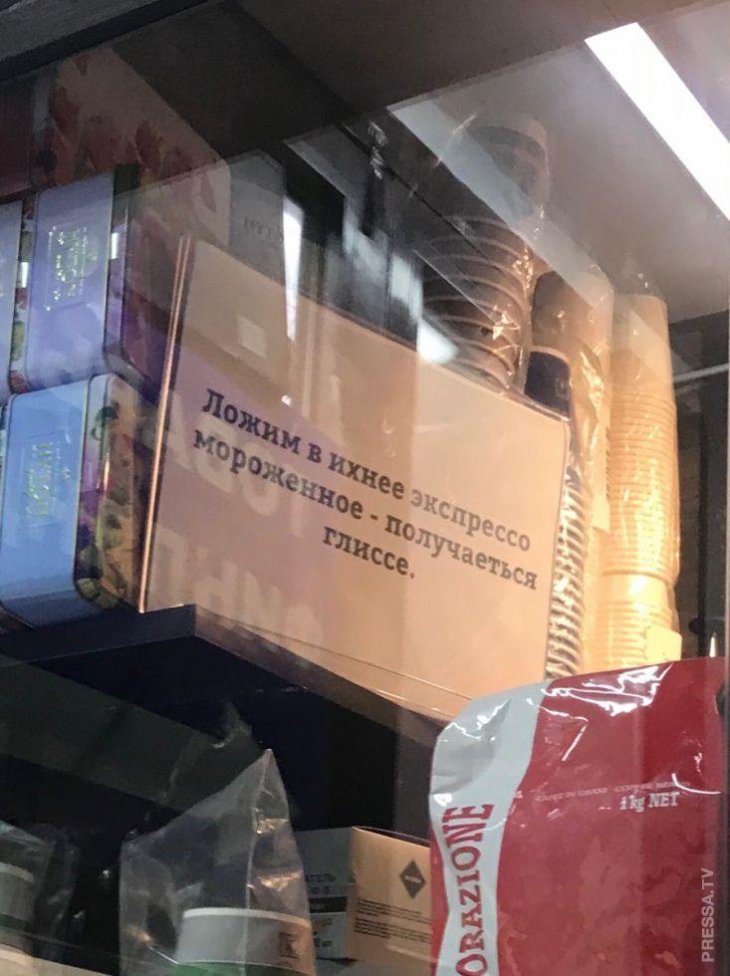 Ложим в ихнее экспрессо
мороженное - получаеться
глиссе.
ORAZIONE
1kg NET
PRESSA.TV